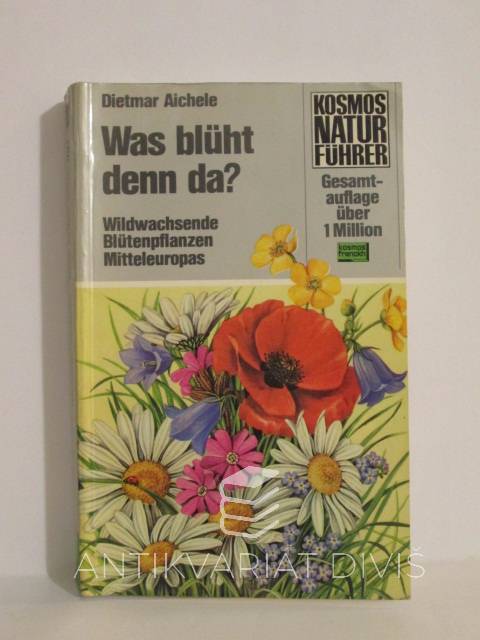 Dietmar Aichele
Was blüht
denn da?
Wildwachsende
Blütenpflanzen
Mitteleuropas
KOSMOS
NATUR
FÜHRER
Gesamt-
auflage
über
1 Million
kosmos
franckh
ANTIKVARIÁT DIVIŠ